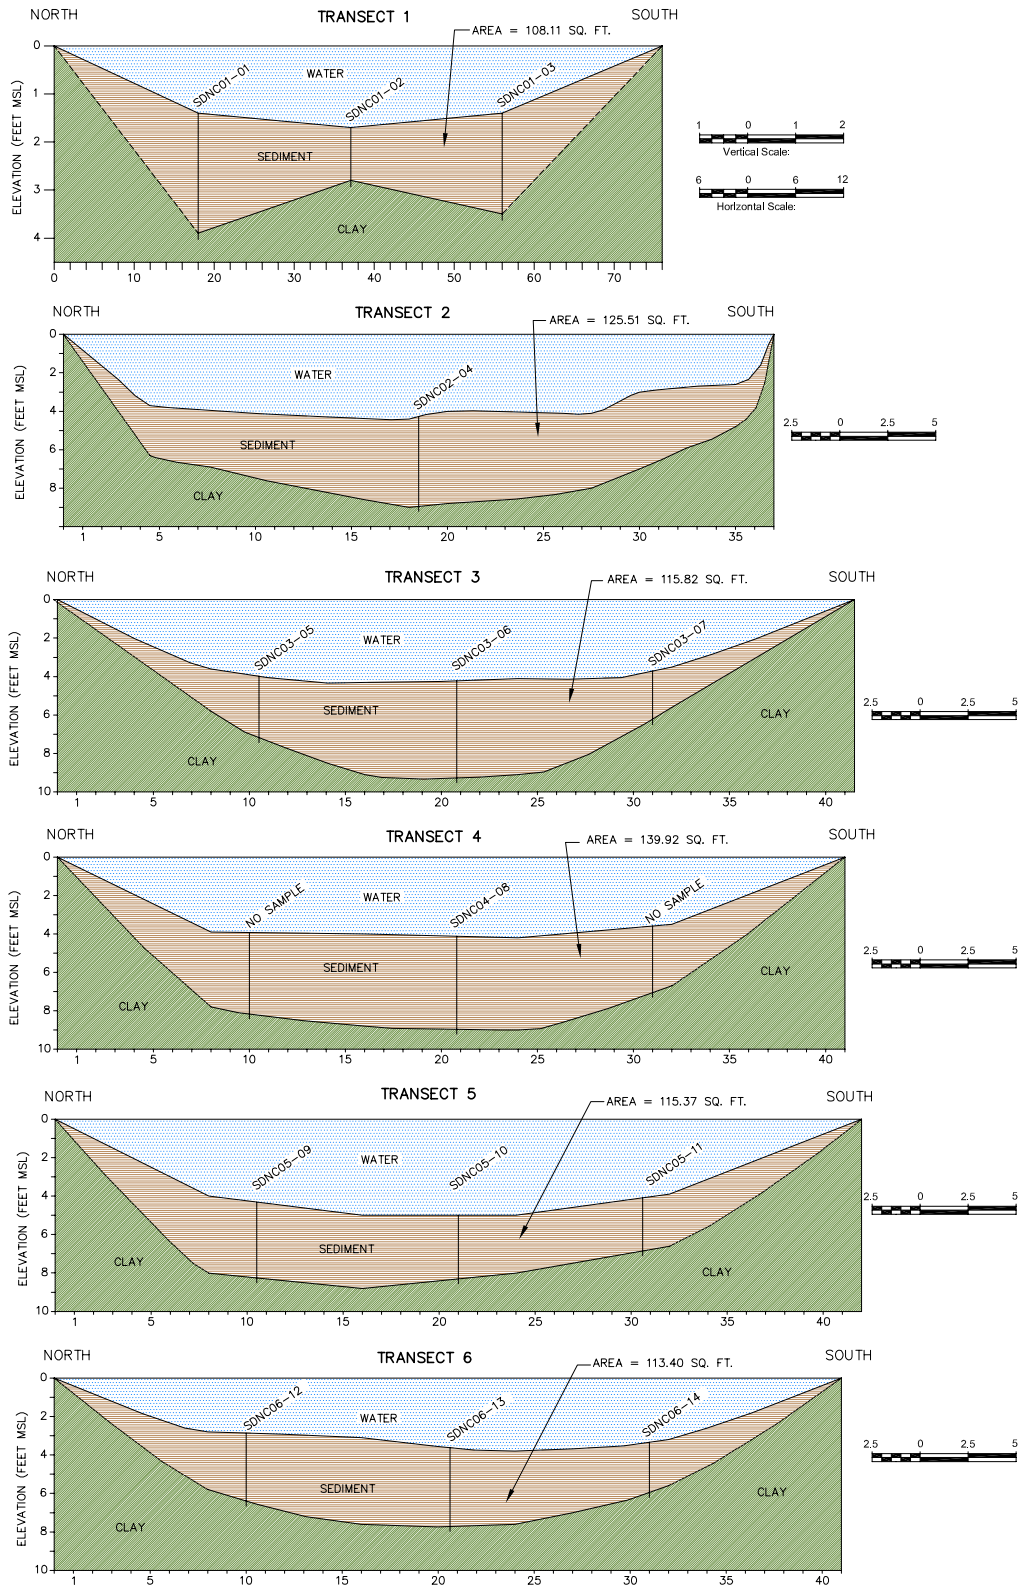 NORTH TRANSECT 1 SOUTH
AREA = 108.11 SQ. FT.
WATER
SDNC01-01
SDNC01-02
SDNC01-03
SEDIMENT
CLAY
ELEVATION (FEET MSL)
0
1
2
3
4
0 10 20 30 40 50 60 70
1 0 1 2
Vertical Scale:
6 0 6 12
Horizontal Scale:
NORTH TRANSECT 2 SOUTH
AREA = 125.51 SQ. FT.
WATER
SDNC02-04
SEDIMENT
CLAY
ELEVATION (FEET MSL)
0
2
4
6
8
1 5 10 15 20 25 30 35
2.5 0 2.5 5
NORTH TRANSECT 3 SOUTH
AREA = 115.82 SQ. FT.
WATER
SDNC03-05
SDNC03-06
SDNC03-07
SEDIMENT
CLAY
CLAY
ELEVATION (FEET MSL)
0
2
4
6
8
10
1 5 10 15 20 25 30 35 40
2.5 0 2.5 5
NORTH TRANSECT 4 SOUTH
AREA = 139.92 SQ. FT.
WATER
NO SAMPLE
SDNC04-08
NO SAMPLE
SEDIMENT
CLAY
CLAY
ELEVATION (FEET MSL)
0
2
4
6
8
10
1 5 10 15 20 25 30 35 40
2.5 0 2.5 5
NORTH TRANSECT 5 SOUTH
AREA = 115.37 SQ. FT.
WATER
SDNC05-09
SDNC05-10
SDNC05-11
SEDIMENT
CLAY
CLAY
ELEVATION (FEET MSL)
0
2
4
6
8
10
1 5 10 15 20 25 30 35 40
2.5 0 2.5 5
NORTH TRANSECT 6 SOUTH
AREA = 113.40 SQ. FT.
WATER
SDNC06-12
SDNC06-13
SDNC06-14
SEDIMENT
CLAY
CLAY
ELEVATION (FEET MSL)
0
2
4
6
8
10
1 5 10 15 20 25 30 35 40
2.5 0 2.5 5